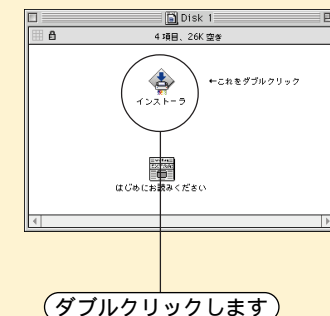 Disk 1
4 項目、26K 空き
インストーラ
←これをダブルクリック
はじめにお読みください
ダブルクリックします